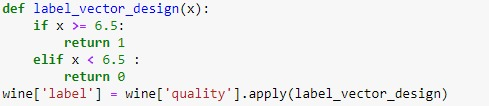 def label_vector_design(x):
    if x >= 6.5:
        return 1
    elif x < 6.5 :
        return 0
wine['label'] = wine['quality'].apply(label_vector_design)